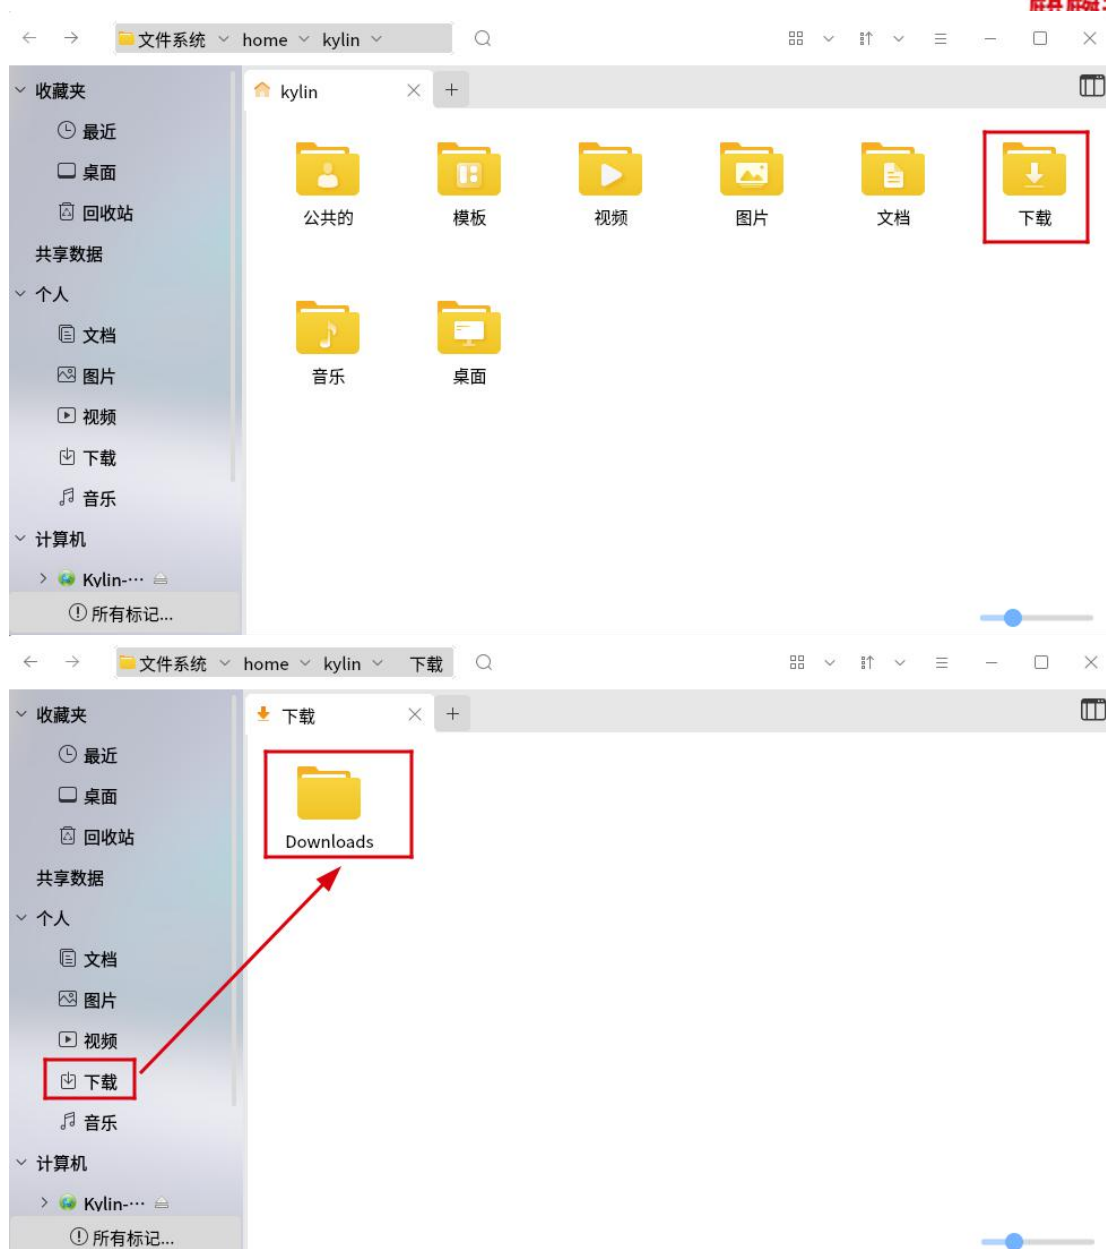 文件系统 home kylin
收藏夹
kylin
最近
桌面
回收站
公共的 模板 视频 图片 文档 下载
共享数据
个人
文档
图片
音乐 桌面
视频
下载
音乐
计算机
Kylin-···
所有标记...
文件系统 home kylin 下载
收藏夹
下载
最近
桌面
回收站
Downloads
共享数据
个人
文档
图片
视频
下载
音乐
计算机
Kylin-···
所有标记...